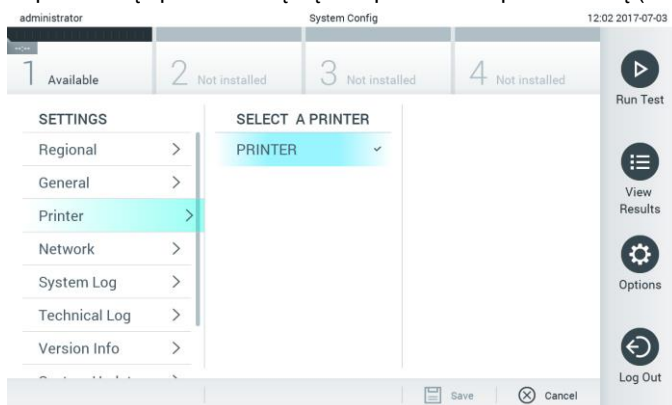 administrator System Config 12:02 2017-07-03
1 Available 2 Not installed 3 Not installed 4 Not installed
Run Test
SETTINGS SELECT A PRINTER
Regional PRINTER
General
View Results
Printer
Network
System Log
Options
Technical Log
Version Info
Log Out
Save Cancel